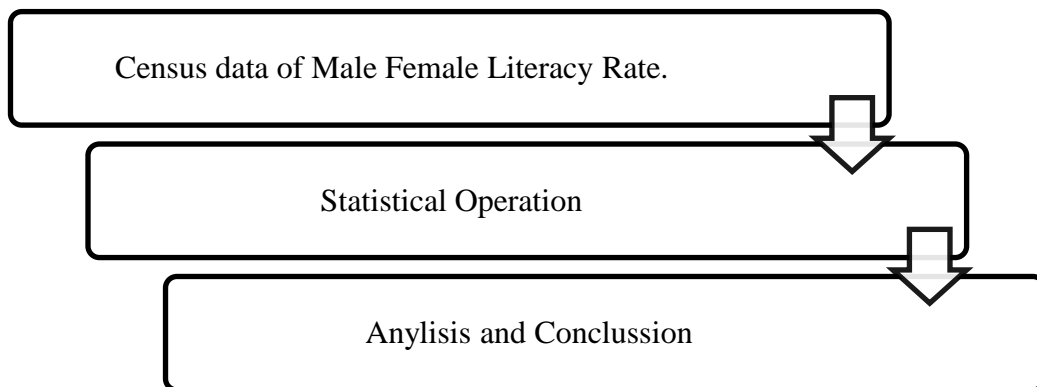 Census data of Male Female Literacy Rate.
Statistical Operation
Anylisis and Conclussion